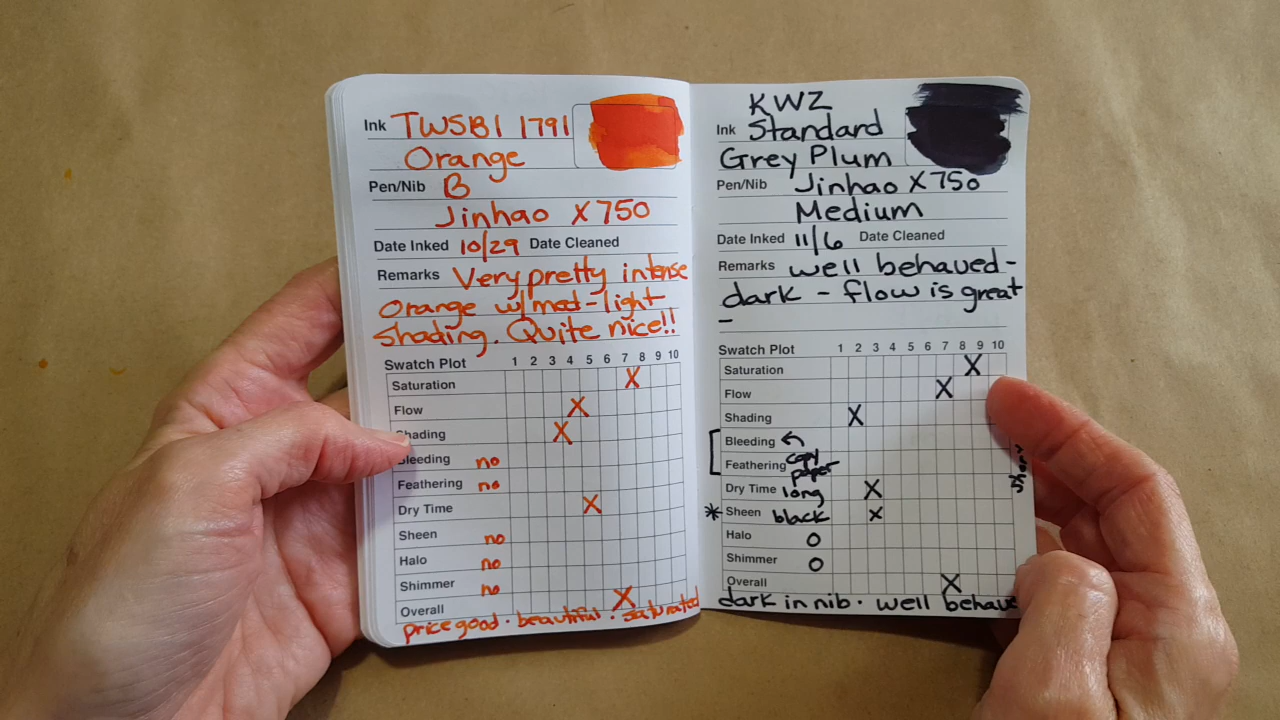 Ink TWSBI 1791
Orange
Pen/Nib B
Jinhao X750
Date Inked 10/29 Date Cleaned
Remarks Very pretty intense
Orange w/med-light
Shading. Quite nice!!
Swatch Plot 1 2 3 4 5 6 7 8 9 10
Saturation X
Flow X
Shading X
Bleeding no
Feathering no
Dry Time X
Sheen no
Halo no
Shimmer no
Overall X
price good · beautiful · saturated
KWZ
Ink Standard
Grey Plum
Pen/Nib Jinhao X750
Medium
Date Inked 11/6 Date Cleaned
Remarks well behaved -
dark - flow is great
-
Swatch Plot 1 2 3 4 5 6 7 8 9 10
Saturation X
Flow X
Shading X
Bleeding
Feathering copy paper
Dry Time long X
* Sheen black X
Halo O
Shimmer O
Overall X
dark in nib · well behave